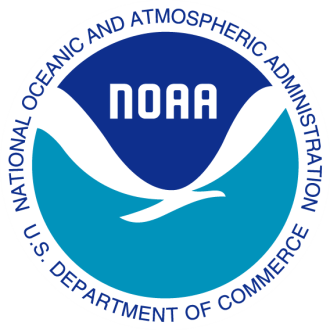 NATIONAL OCEANIC AND ATMOSPHERIC ADMINISTRATION
NOAA
U.S. DEPARTMENT OF COMMERCE